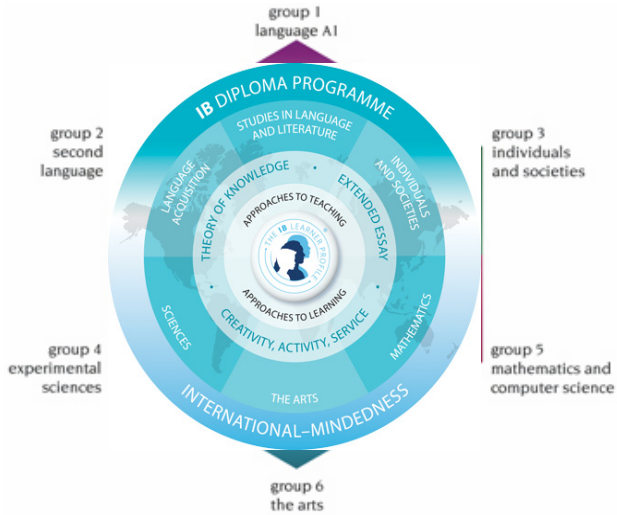 group 1
language A1
IB DIPLOMA PROGRAMME
STUDIES IN LANGUAGE
AND LITERATURE
group 2
second
language
group 3
individuals
and societies
LANGUAGE
ACQUISITION
INDIVIDUALS
AND SOCIETIES
THEORY OF KNOWLEDGE
EXTENDED ESSAY
APPROACHES TO TEACHING
THE IB LEARNER PROFILE
®
APPROACHES TO LEARNING
CREATIVITY, ACTIVITY, SERVICE
SCIENCES
MATHEMATICS
group 4
experimental
sciences
group 5
mathematics and
computer science
THE ARTS
INTERNATIONAL–MINDEDNESS
group 6
the arts